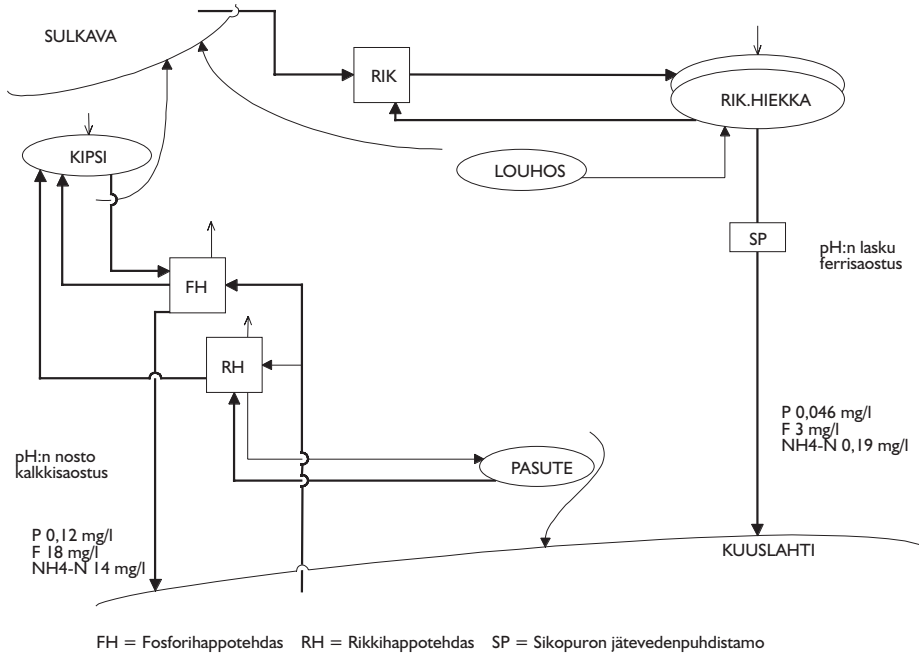 SULKAVA
RIK
RIK.HIEKKA
KIPSI
LOUHOS
SP
pH:n lasku
ferrisaostus
FH
RH
P 0,046 mg/l
F 3 mg/l
NH4-N 0,19 mg/l
pH:n nosto
kalkkisaostus
PASUTE
P 0,12 mg/l
F 18 mg/l
NH4-N 14 mg/l
KUUSLAHTI
FH = Fosforihappotehdas RH = Rikkihappotehdas SP = Sikopuron jätevedenpuhdistamo